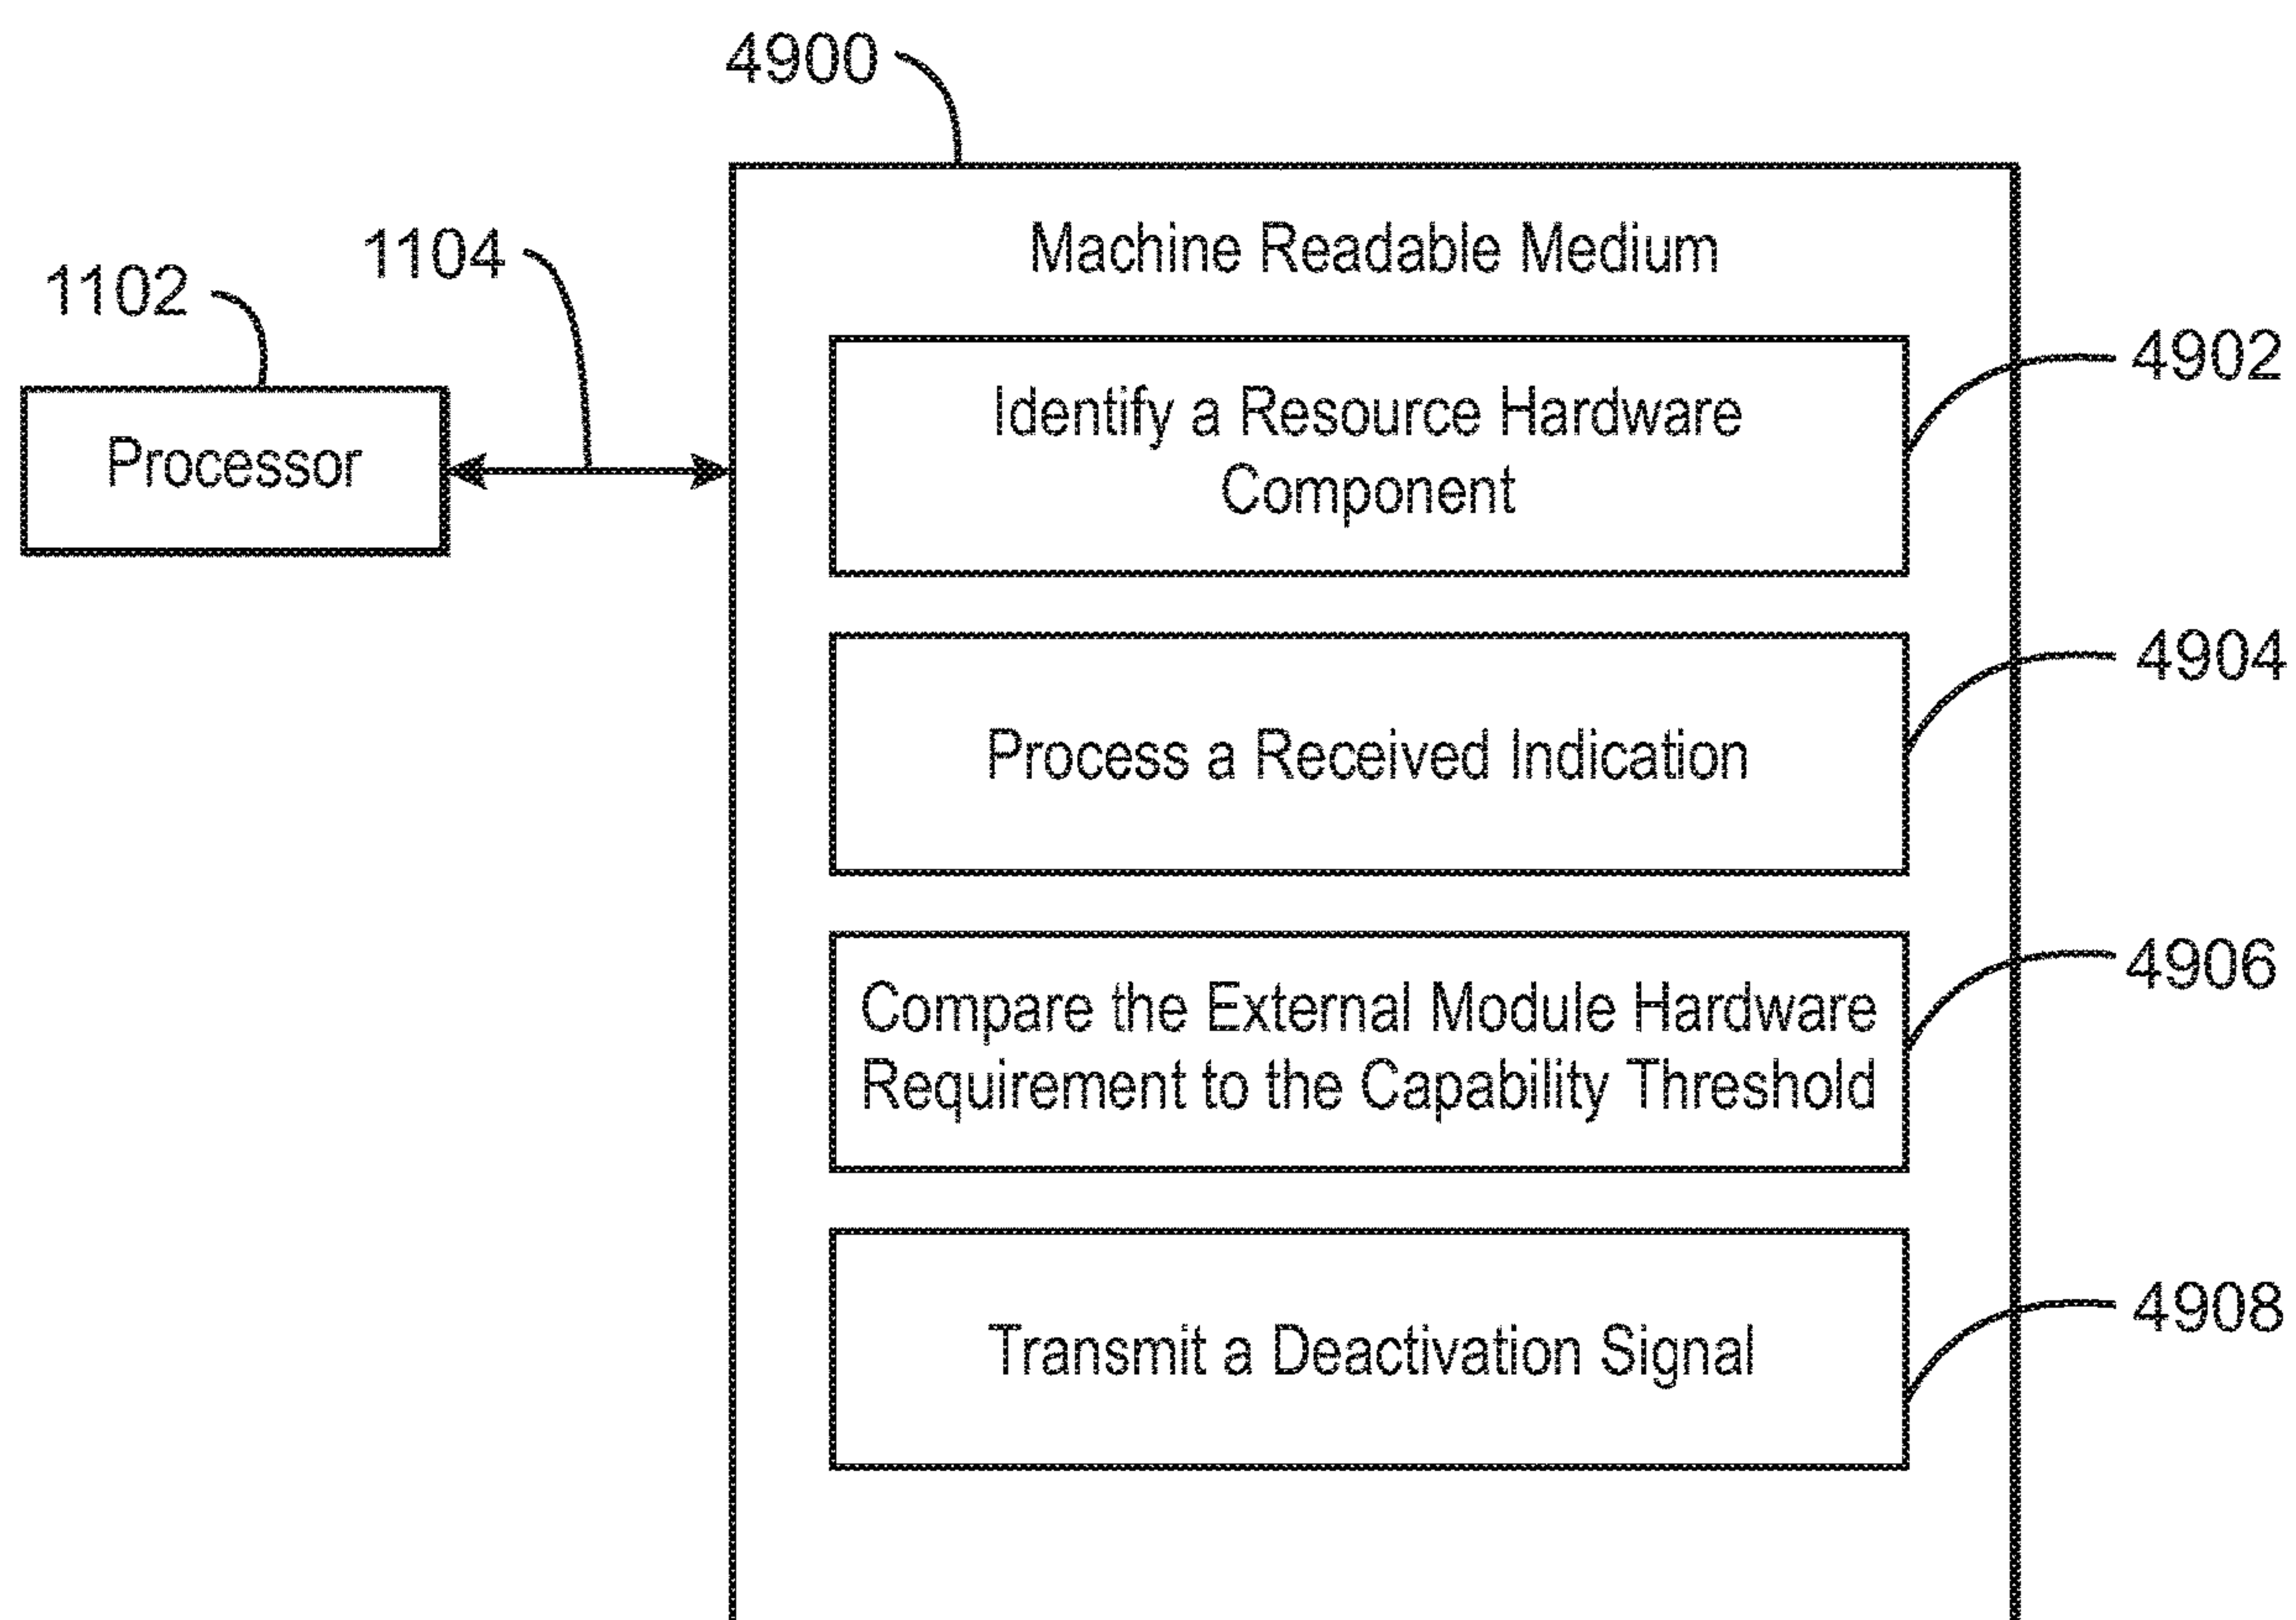 4900
1104
1102
Machine Readable Medium
Processor
Identify a Resource Hardware
Component
4902
Process a Received Indication
4904
Compare the External Module Hardware
Requirement to the Capability Threshold
4906
Transmit a Deactivation Signal
4908